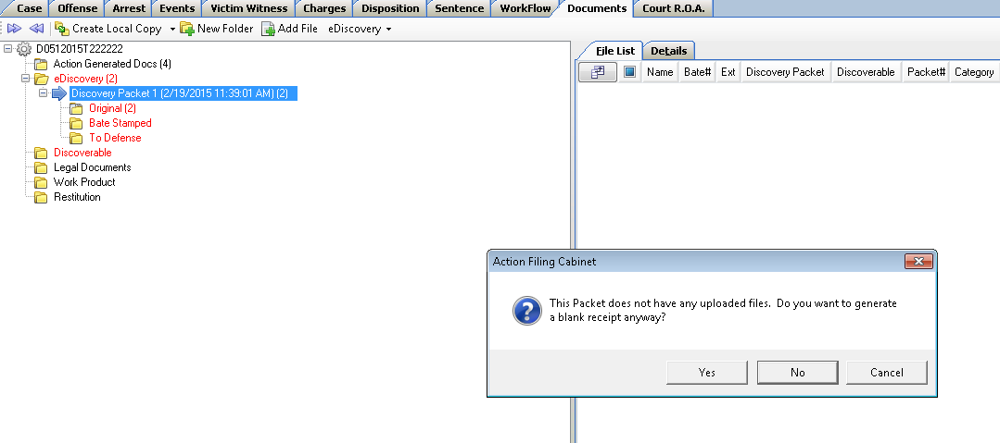 Case Offense Arrest Events Victim Witness Charges Disposition Sentence WorkFlow Documents Court R.O.A.
Create Local Copy New Folder Add File eDiscovery
D0512015T222222
Action Generated Docs (4)
eDiscovery (2)
Discovery Packet 1 (2/19/2015 11:39:01 AM) (2)
Original (2)
Bate Stamped
To Defense
Discoverable
Legal Documents
Work Product
Restitution
File List Details
Name Bate# Ext Discovery Packet Discoverable Packet# Category
Action Filing Cabinet
This Packet does not have any uploaded files.  Do you want to generate
a blank receipt anyway?
Yes No Cancel